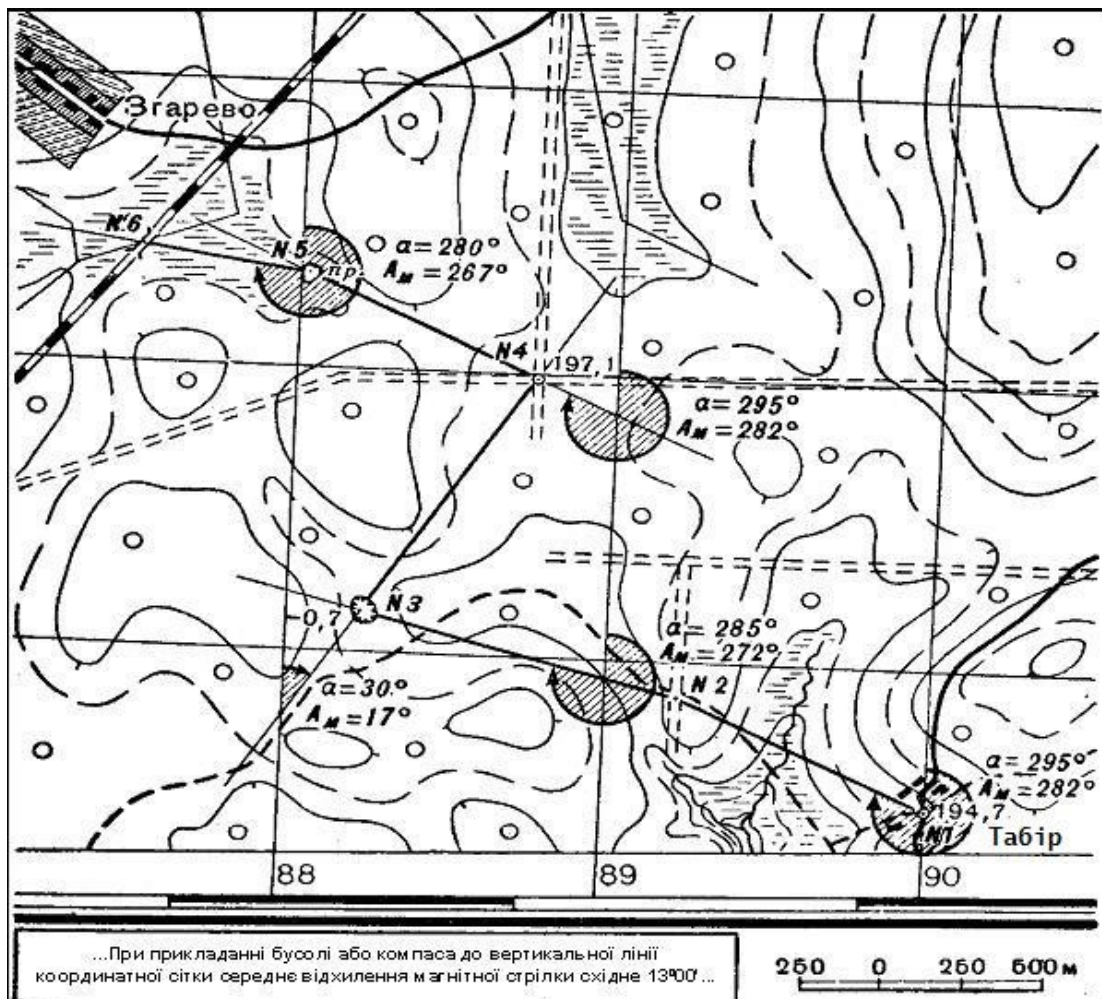 Згарево
N6
N5
пр.
α=280°
Aм=267°
N4
197,1
α=295°
Aм=282°
N3
0,7
α=285°
Aм=272°
α=30°
Aм=17°
N2
α=295°
Aм=282°
194,7
N1
Табір
88
89
90
...При прикладанні бусолі або компаса до вертикальної лінії
координатної сітки середнє відхилення магнітної стрілки східне 13°00'...
250 0 250 500 м